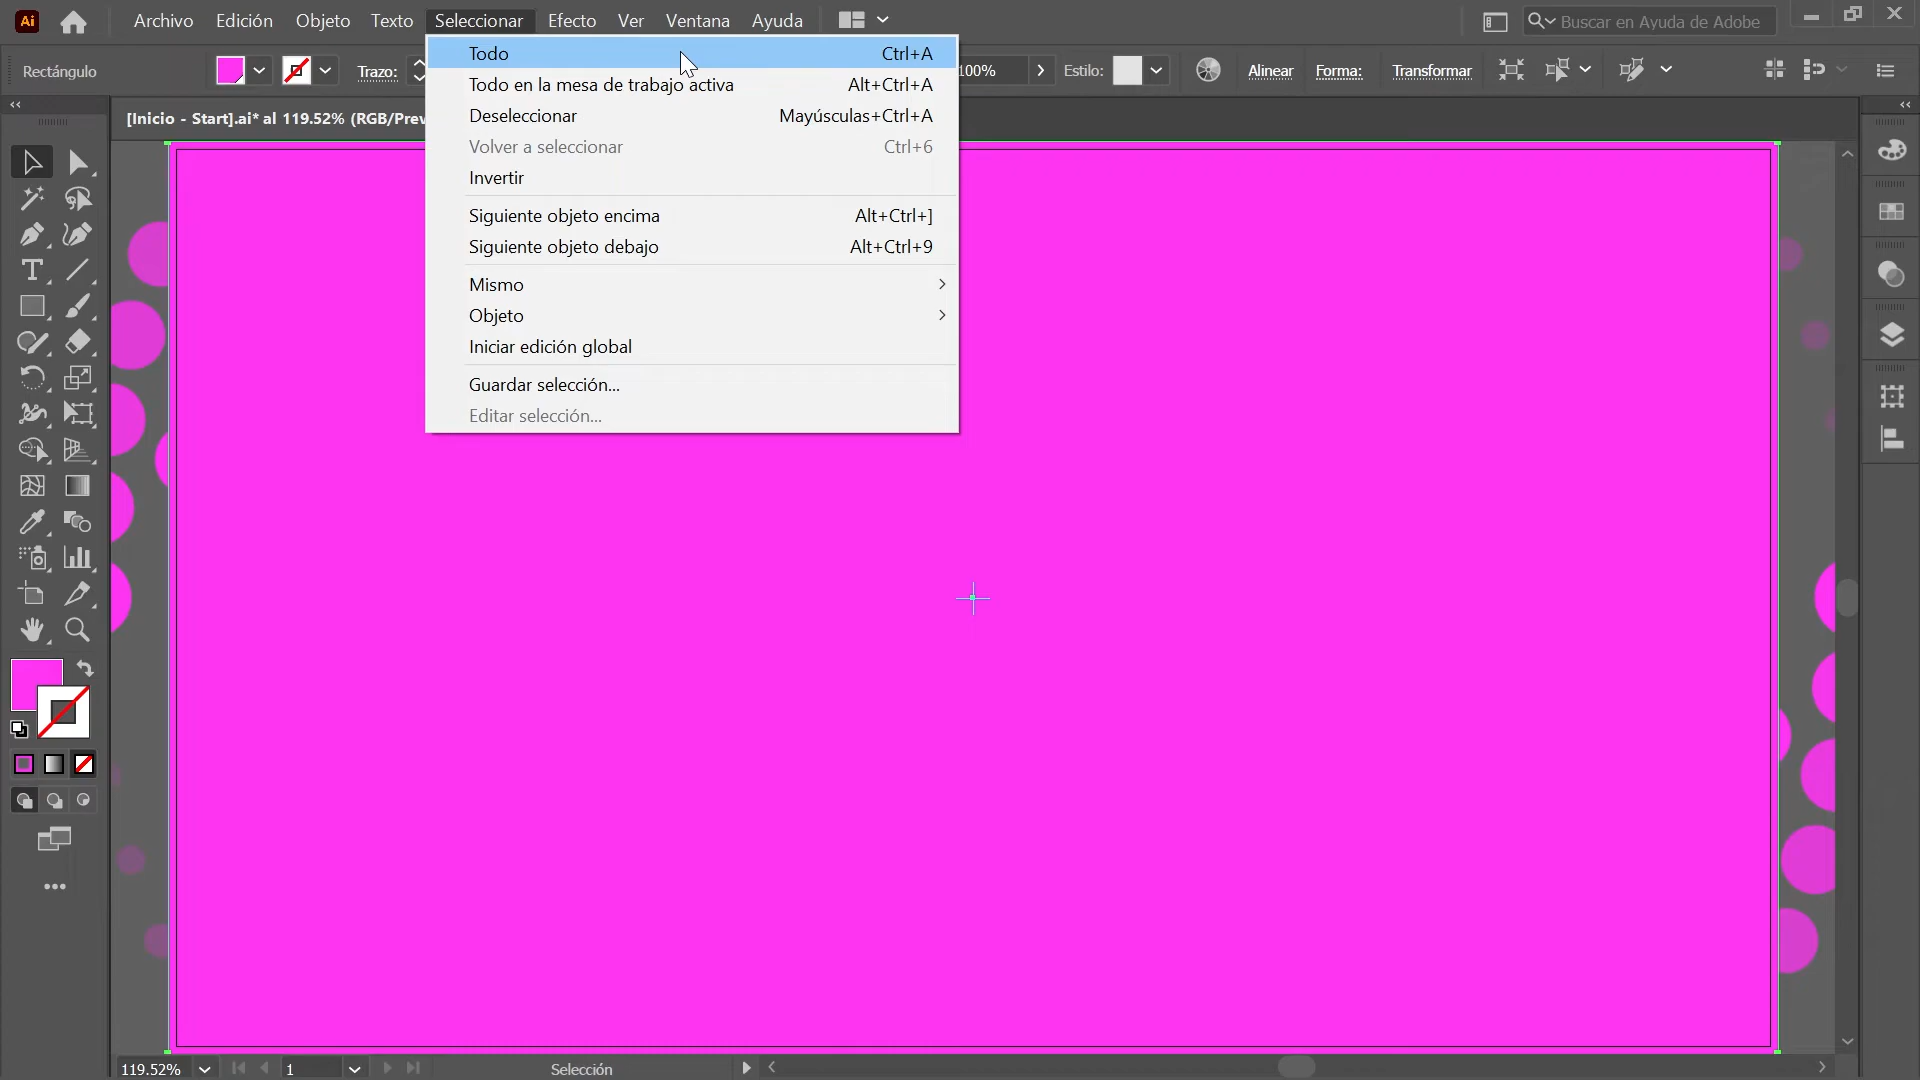 Ai Archivo Edición Objeto Texto Seleccionar Efecto Ver Ventana Ayuda Buscar en Ayuda de Adobe
Rectángulo Trazo: 100% Estilo: Alinear Forma: Transformar
[Inicio - Start].ai* al 119.52% (RGB/Prev
Todo Ctrl+A
Todo en la mesa de trabajo activa Alt+Ctrl+A
Deseleccionar Mayúsculas+Ctrl+A
Volver a seleccionar Ctrl+6
Invertir
Siguiente objeto encima Alt+Ctrl+]
Siguiente objeto debajo Alt+Ctrl+9
Mismo
Objeto
Iniciar edición global
Guardar selección...
Editar selección...
119.52% 1 Selección